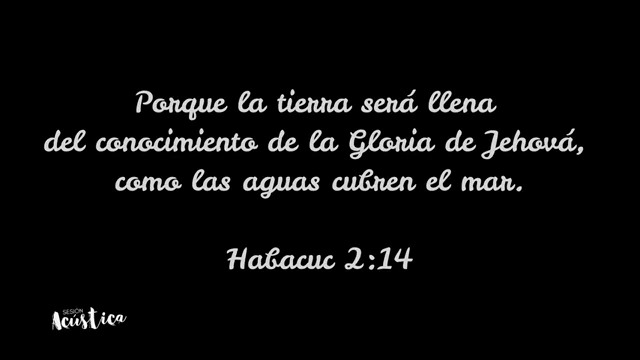 Porque la tierra será llena
del conocimiento de la Gloria de Jehová,
como las aguas cubren el mar.
Habacuc 2:14
SESIÓN
Acústica